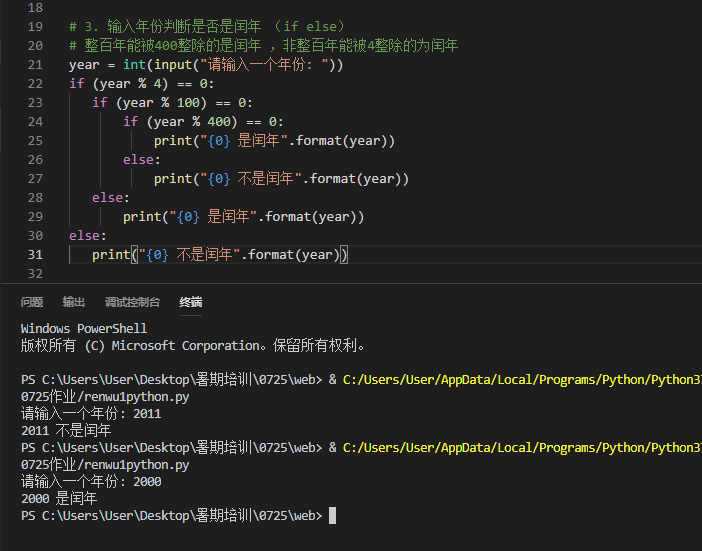 18
19 # 3. 输入年份判断是否是闰年 （if else）
20 # 整百年能被400整除的是闰年 ，非整百年能被4整除的为闰年
21 year = int(input("请输入一个年份: "))
22 if (year % 4) == 0:
23    if (year % 100) == 0:
24        if (year % 400) == 0:
25            print("{0} 是闰年".format(year))
26        else:
27            print("{0} 不是闰年".format(year))
28    else:
29        print("{0} 是闰年".format(year))
30 else:
31    print("{0} 不是闰年".format(year))
32
问题 输出 调试控制台 终端
Windows PowerShell
版权所有 (C) Microsoft Corporation。保留所有权利。
PS C:\Users\User\Desktop\暑期培训\0725\web> & C:/Users/User/AppData/Local/Programs/Python/Python3
0725作业/renwu1python.py
请输入一个年份: 2011
2011 不是闰年
PS C:\Users\User\Desktop\暑期培训\0725\web> & C:/Users/User/AppData/Local/Programs/Python/Python3
0725作业/renwu1python.py
请输入一个年份: 2000
2000 是闰年
PS C:\Users\User\Desktop\暑期培训\0725\web>